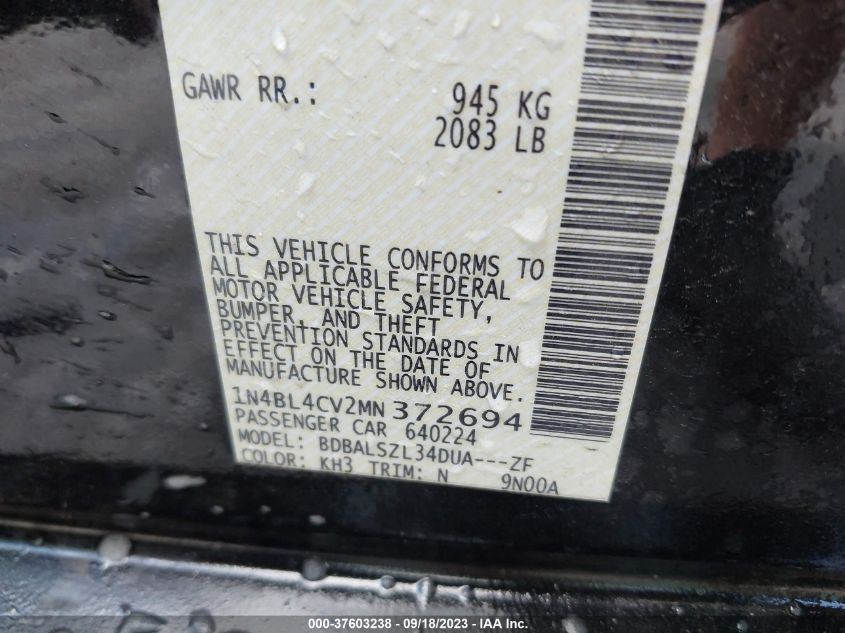 GAWR RR.: 945 KG
2083 LB
THIS VEHICLE CONFORMS TO
ALL APPLICABLE FEDERAL
MOTOR VEHICLE SAFETY,
BUMPER, AND THEFT
PREVENTION STANDARDS IN
EFFECT ON THE DATE OF
MANUFACTURE SHOWN ABOVE.
1N4BL4CV2MN372694
PASSENGER CAR 640224
MODEL: BDBALSZL34DUA---ZF
COLOR: KH3 TRIM: N 9N00A
000-37603238 - 09/18/2023 - IAA Inc.